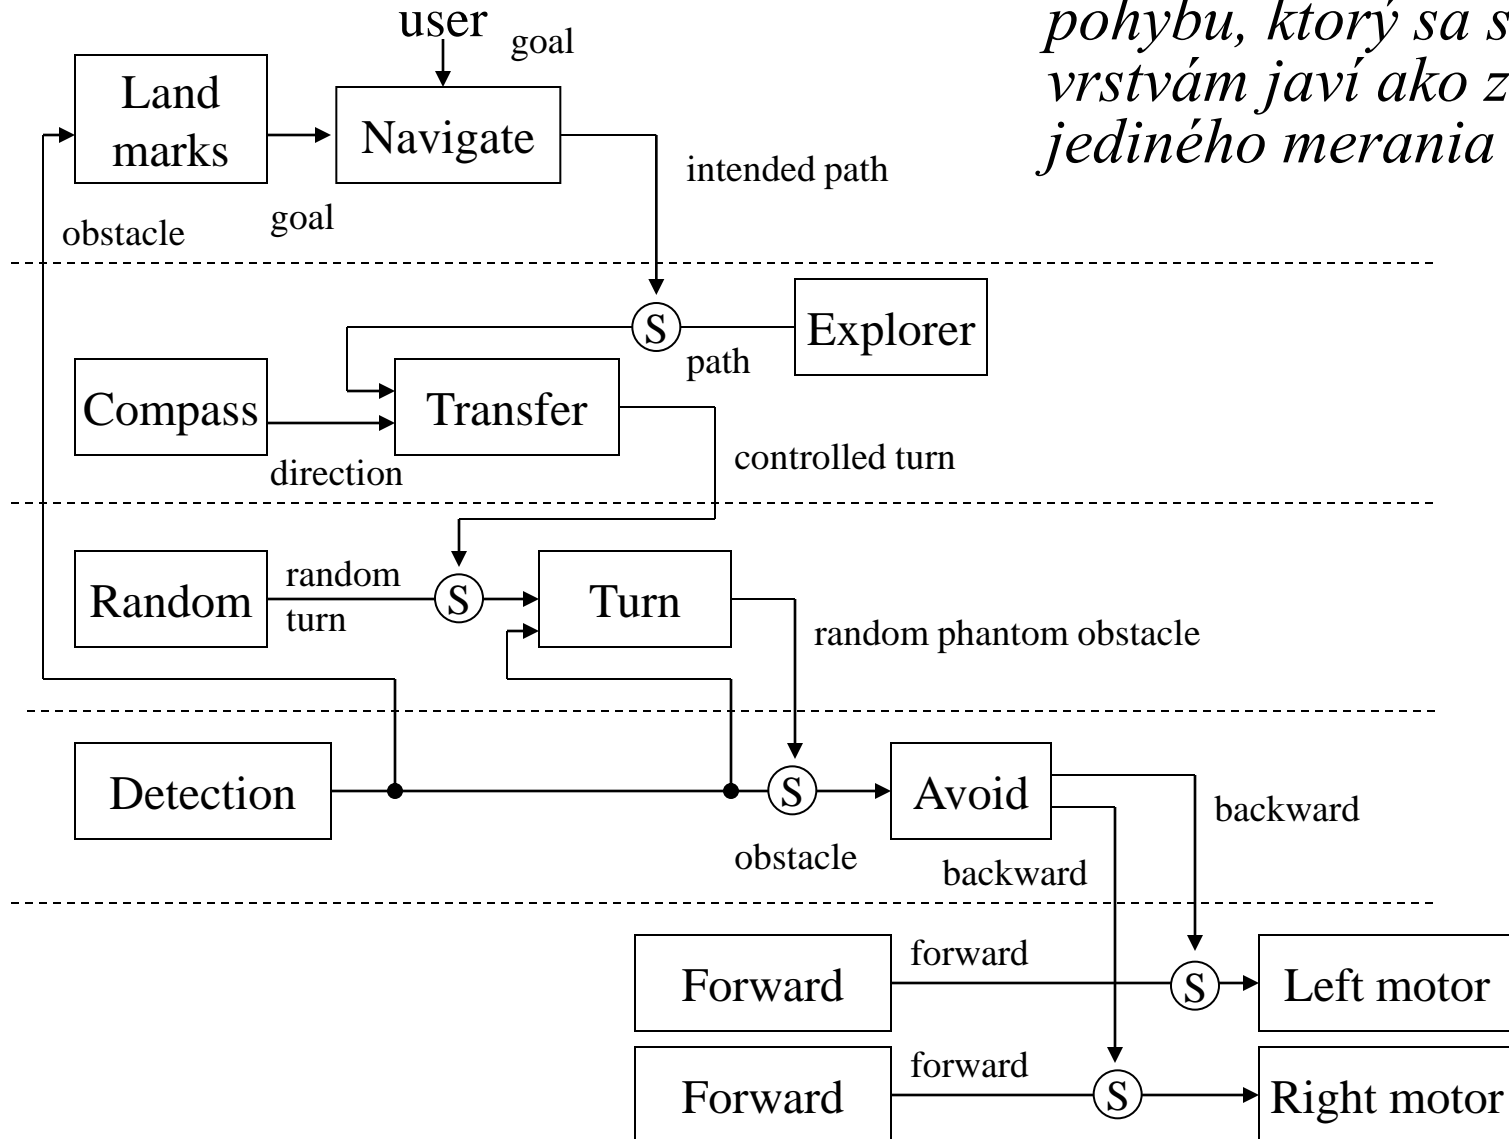 user
goal
pohybu, ktorý sa s
vrstvám javí ako z
jediného merania
Land
marks
Navigate
intended path
obstacle
goal
S
Explorer
path
Compass
Transfer
direction
controlled turn
Random
random
turn
S
Turn
random phantom obstacle
Detection
S
Avoid
backward
obstacle
backward
Forward
forward
S
Left motor
Forward
forward
S
Right motor